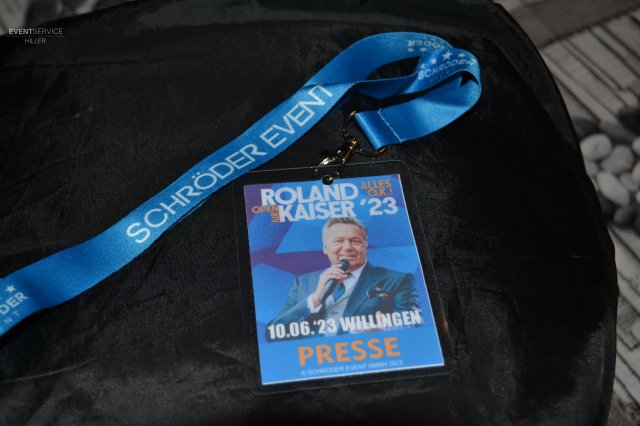 EVENTSERVICE
HILLER
SCHRÖDER EVENT
SCHRÖDER
ROLAND
KAISER '23
OPEN
AIR
ALLES
O.K.!
10.06.'23 WILLINGEN
PRESSE
© SCHRÖDER EVENT GMBH 2023